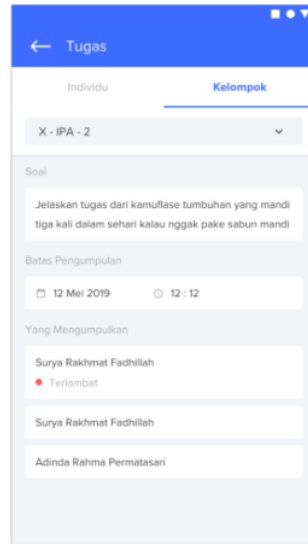 Tugas
Individu
Kelompok
X - IPA - 2
Soal
Jelaskan tugas dari kamuflase tumbuhan yang mandi
tiga kali dalam sehari kalau nggak pake sabun mandi
Batas Pengumpulan
12 Mei 2019
12 : 12
Yang Mengumpulkan
Surya Rakhmat Fadhillah
Terlambat
Surya Rakhmat Fadhillah
Adinda Rahma Permatasari